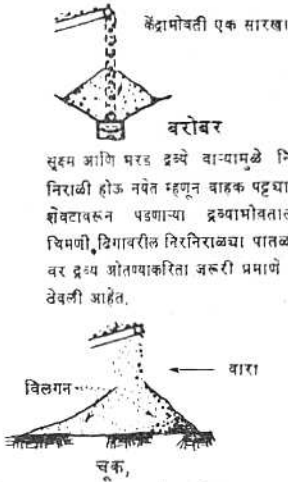 केंद्राभोवती एक सारखा
बरोबर
सूक्ष्म आणि भरड द्रव्ये वाऱ्यामुळे
निराळी होऊ नयेत म्हणून वाहक पट्ट्या
शेवटावरून पडणाऱ्या द्रव्याभोवताल
चिमणी, ढिगावरील निरनिराळ्या पातळ
वर द्रव्य ओतण्याकरिता जरूरी प्रमाणे
ठेवली आहेत.
वारा
विलगन
चूक,